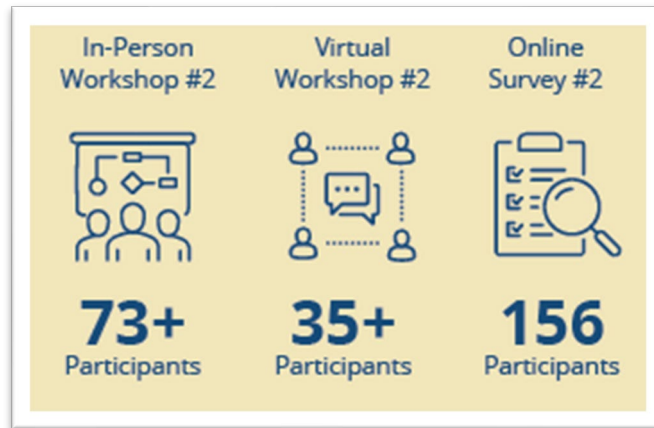 In-Person
Workshop #2
73+
Participants
Virtual
Workshop #2
35+
Participants
Online
Survey #2
156
Participants